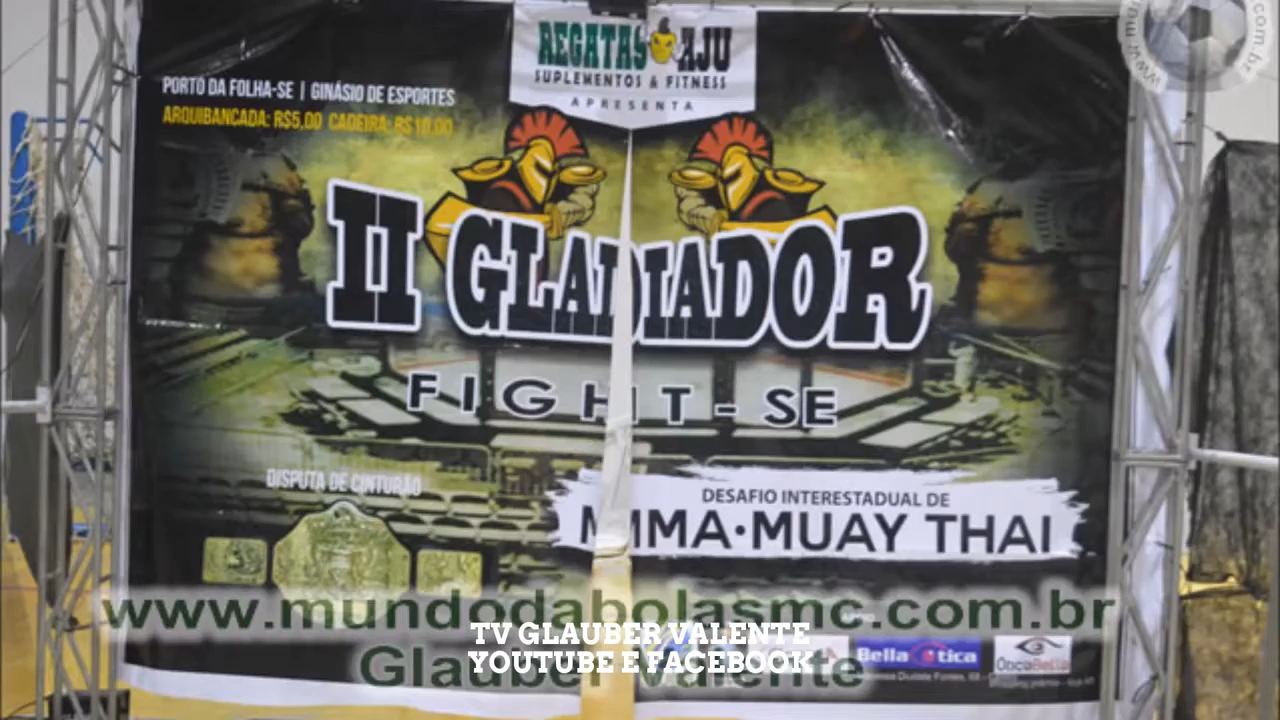 REGATAS AJU
SUPLEMENTOS & FITNESS
APRESENTA
PORTO DA FOLHA-SE | GINÁSIO DE ESPORTES
ARQUIBANCADA: R$5,00 CADEIRA: R$10,00
II GLADIADOR
FIGHT-SE
DISPUTA DE CINTURÃO
DESAFIO INTERESTADUAL DE
MMA•MUAY THAI
www.mundodabolasmc.com.br
TV GLAUBER VALENTE
YOUTUBE E FACEBOOK
Glauber Valente
Bella Ótica
OncoBella